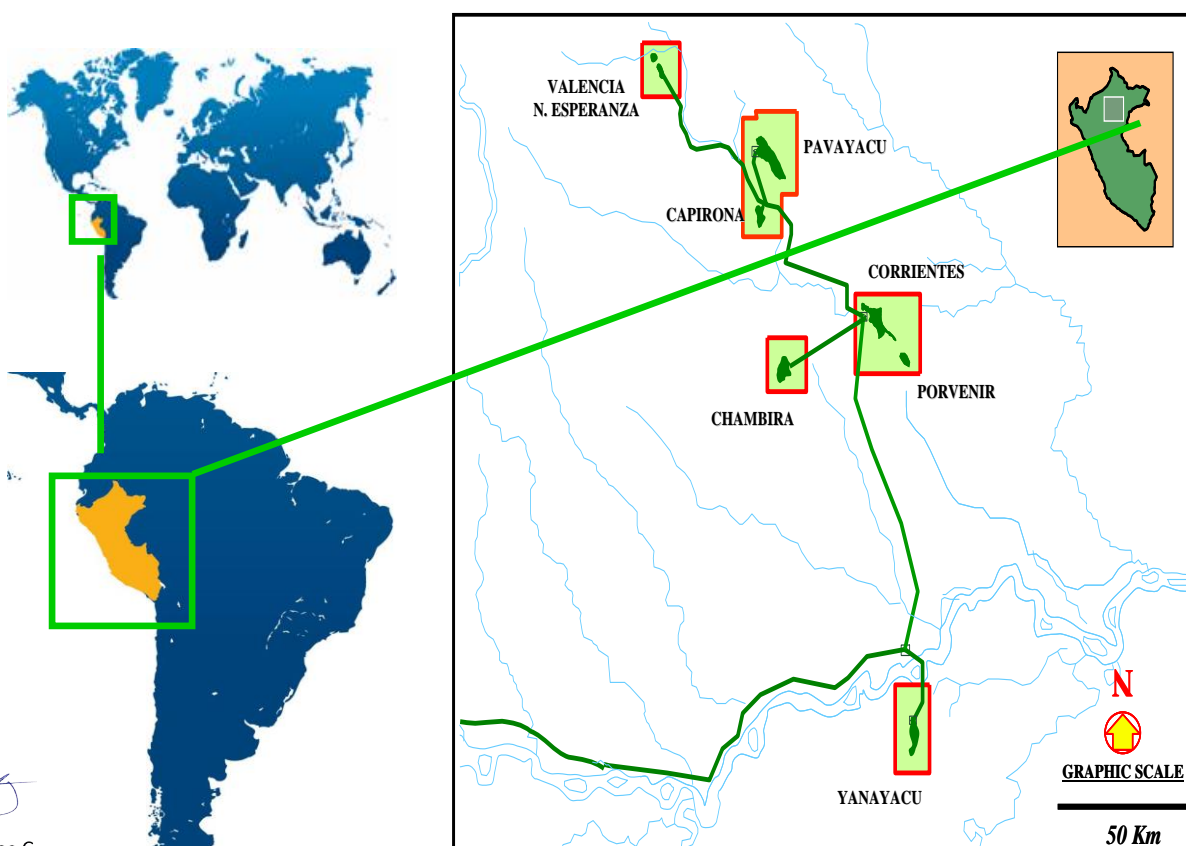 VALENCIA
N. ESPERANZA
PAVAYACU
CAPIRONA
CORRIENTES
PORVENIR
CHAMBIRA
N
GRAPHIC SCALE
50 Km
YANAYACU